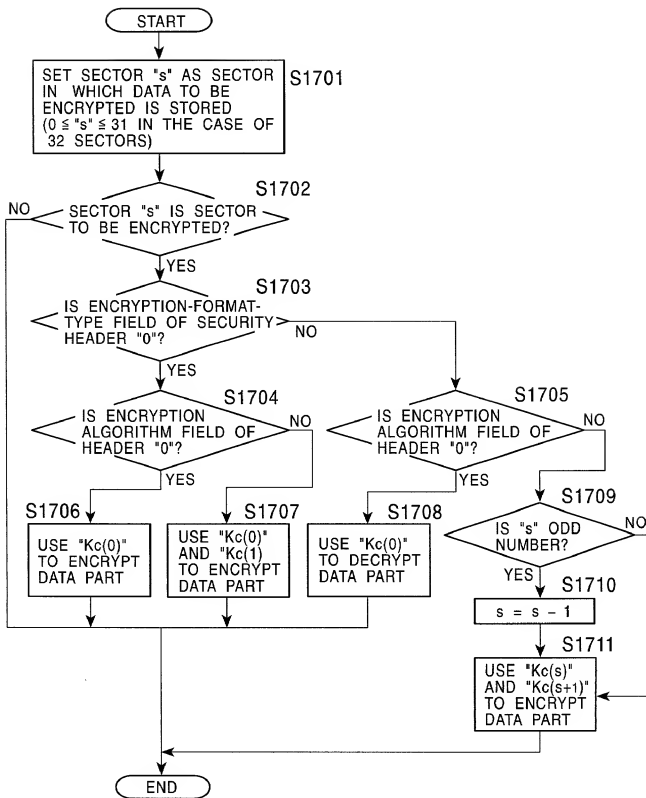 START
S1701
SET SECTOR "s" AS SECTOR
IN WHICH DATA TO BE
ENCRYPTED IS STORED
(0 ≦ "s" ≦ 31 IN THE CASE OF
32 SECTORS)
S1702
NO
SECTOR "s" IS SECTOR
TO BE ENCRYPTED?
YES
S1703
IS ENCRYPTION-FORMAT-
TYPE FIELD OF SECURITY
HEADER "0"?
NO
YES
S1704
IS ENCRYPTION
ALGORITHM FIELD OF
HEADER "0"?
NO
YES
S1705
IS ENCRYPTION
ALGORITHM FIELD OF
HEADER "0"?
NO
YES
S1706
USE "Kc(0)"
TO ENCRYPT
DATA PART
S1707
USE "Kc(0)"
AND "Kc(1)
TO ENCRYPT
DATA PART
S1708
USE "Kc(0)"
TO DECRYPT
DATA PART
S1709
IS "s" ODD
NUMBER?
NO
YES
S1710
s = s - 1
S1711
USE "Kc(s)"
AND "Kc(s+1)"
TO ENCRYPT
DATA PART
END